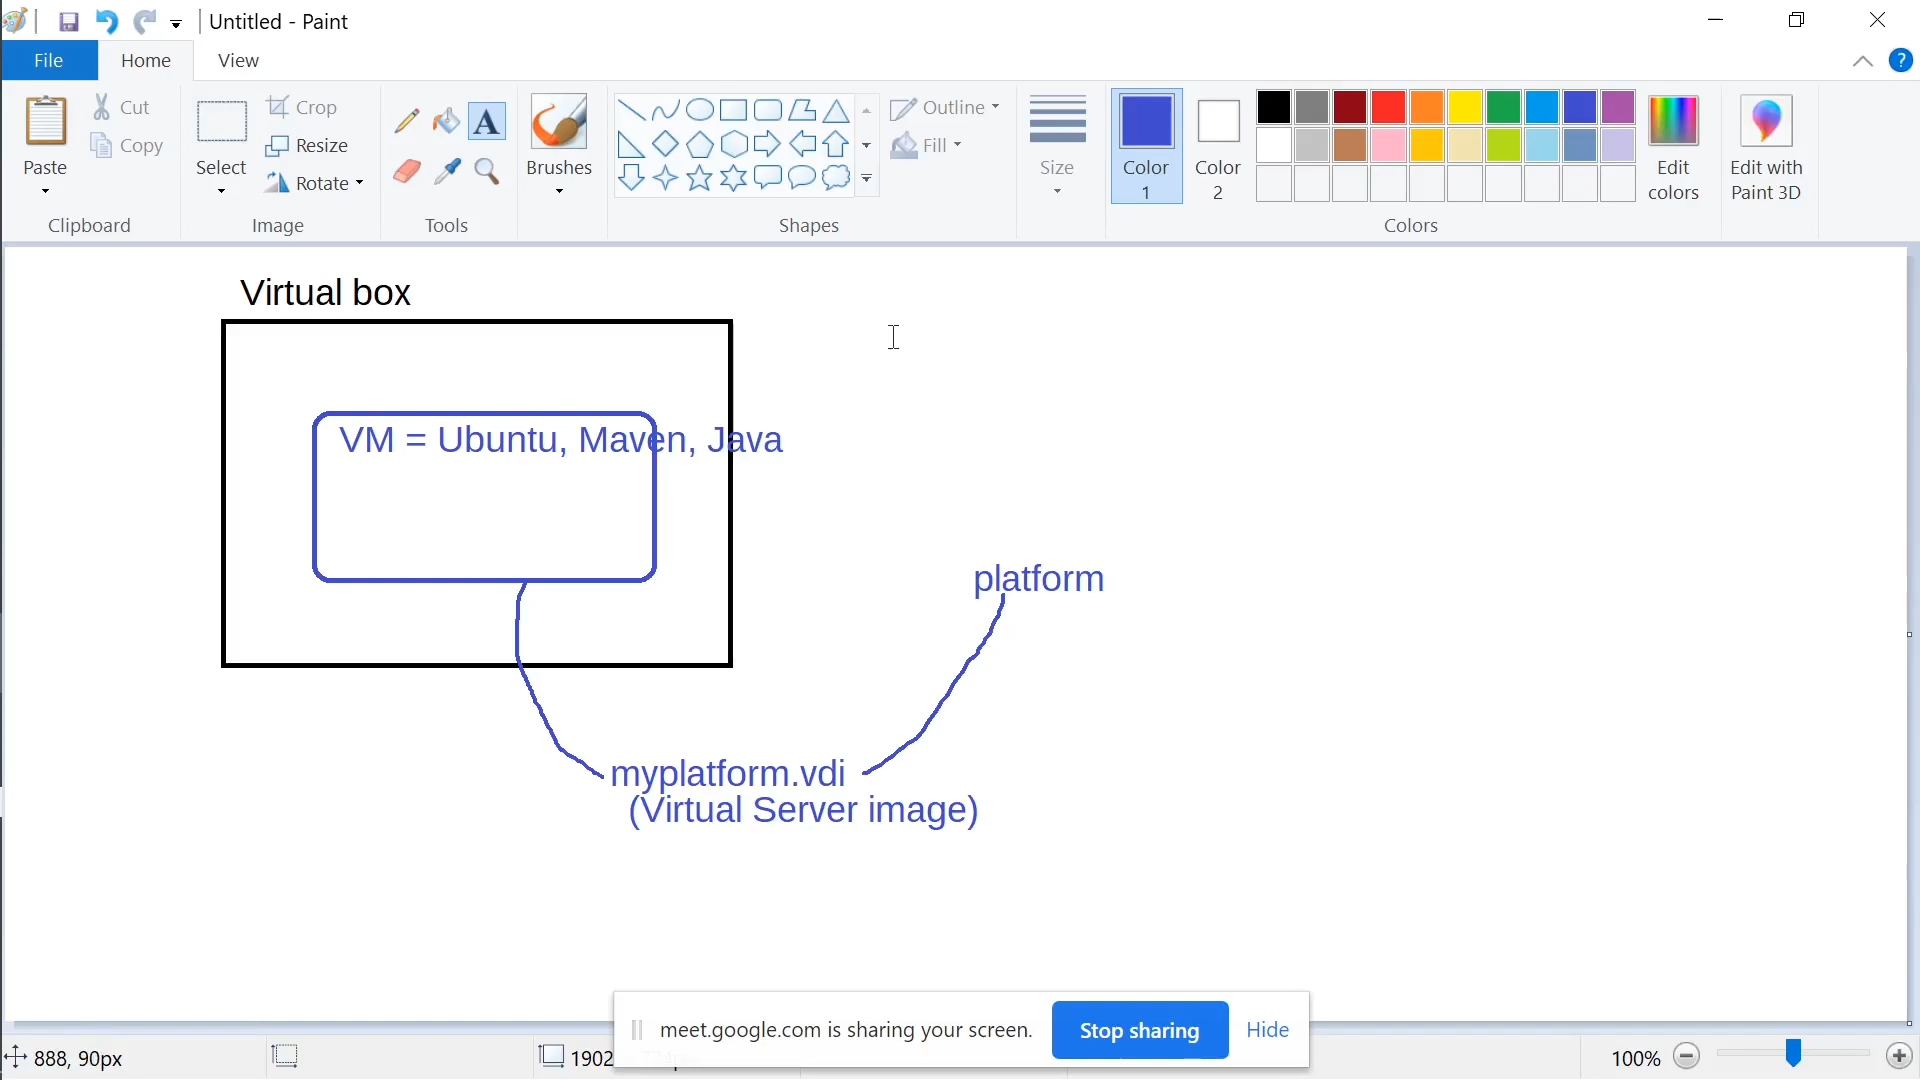 Untitled - Paint
File Home View
Cut
Copy
Paste
Clipboard
Crop
Resize
Rotate
Select
Image
A
Tools
Brushes
Outline
Fill
Shapes
Size
Color 1
Color 2
Edit colors
Edit with Paint 3D
Colors
?
Virtual box
VM = Ubuntu, Maven, Java
platform
myplatform.vdi
(Virtual Server image)
meet.google.com is sharing your screen.
Stop sharing
Hide
888, 90px
1902
100%